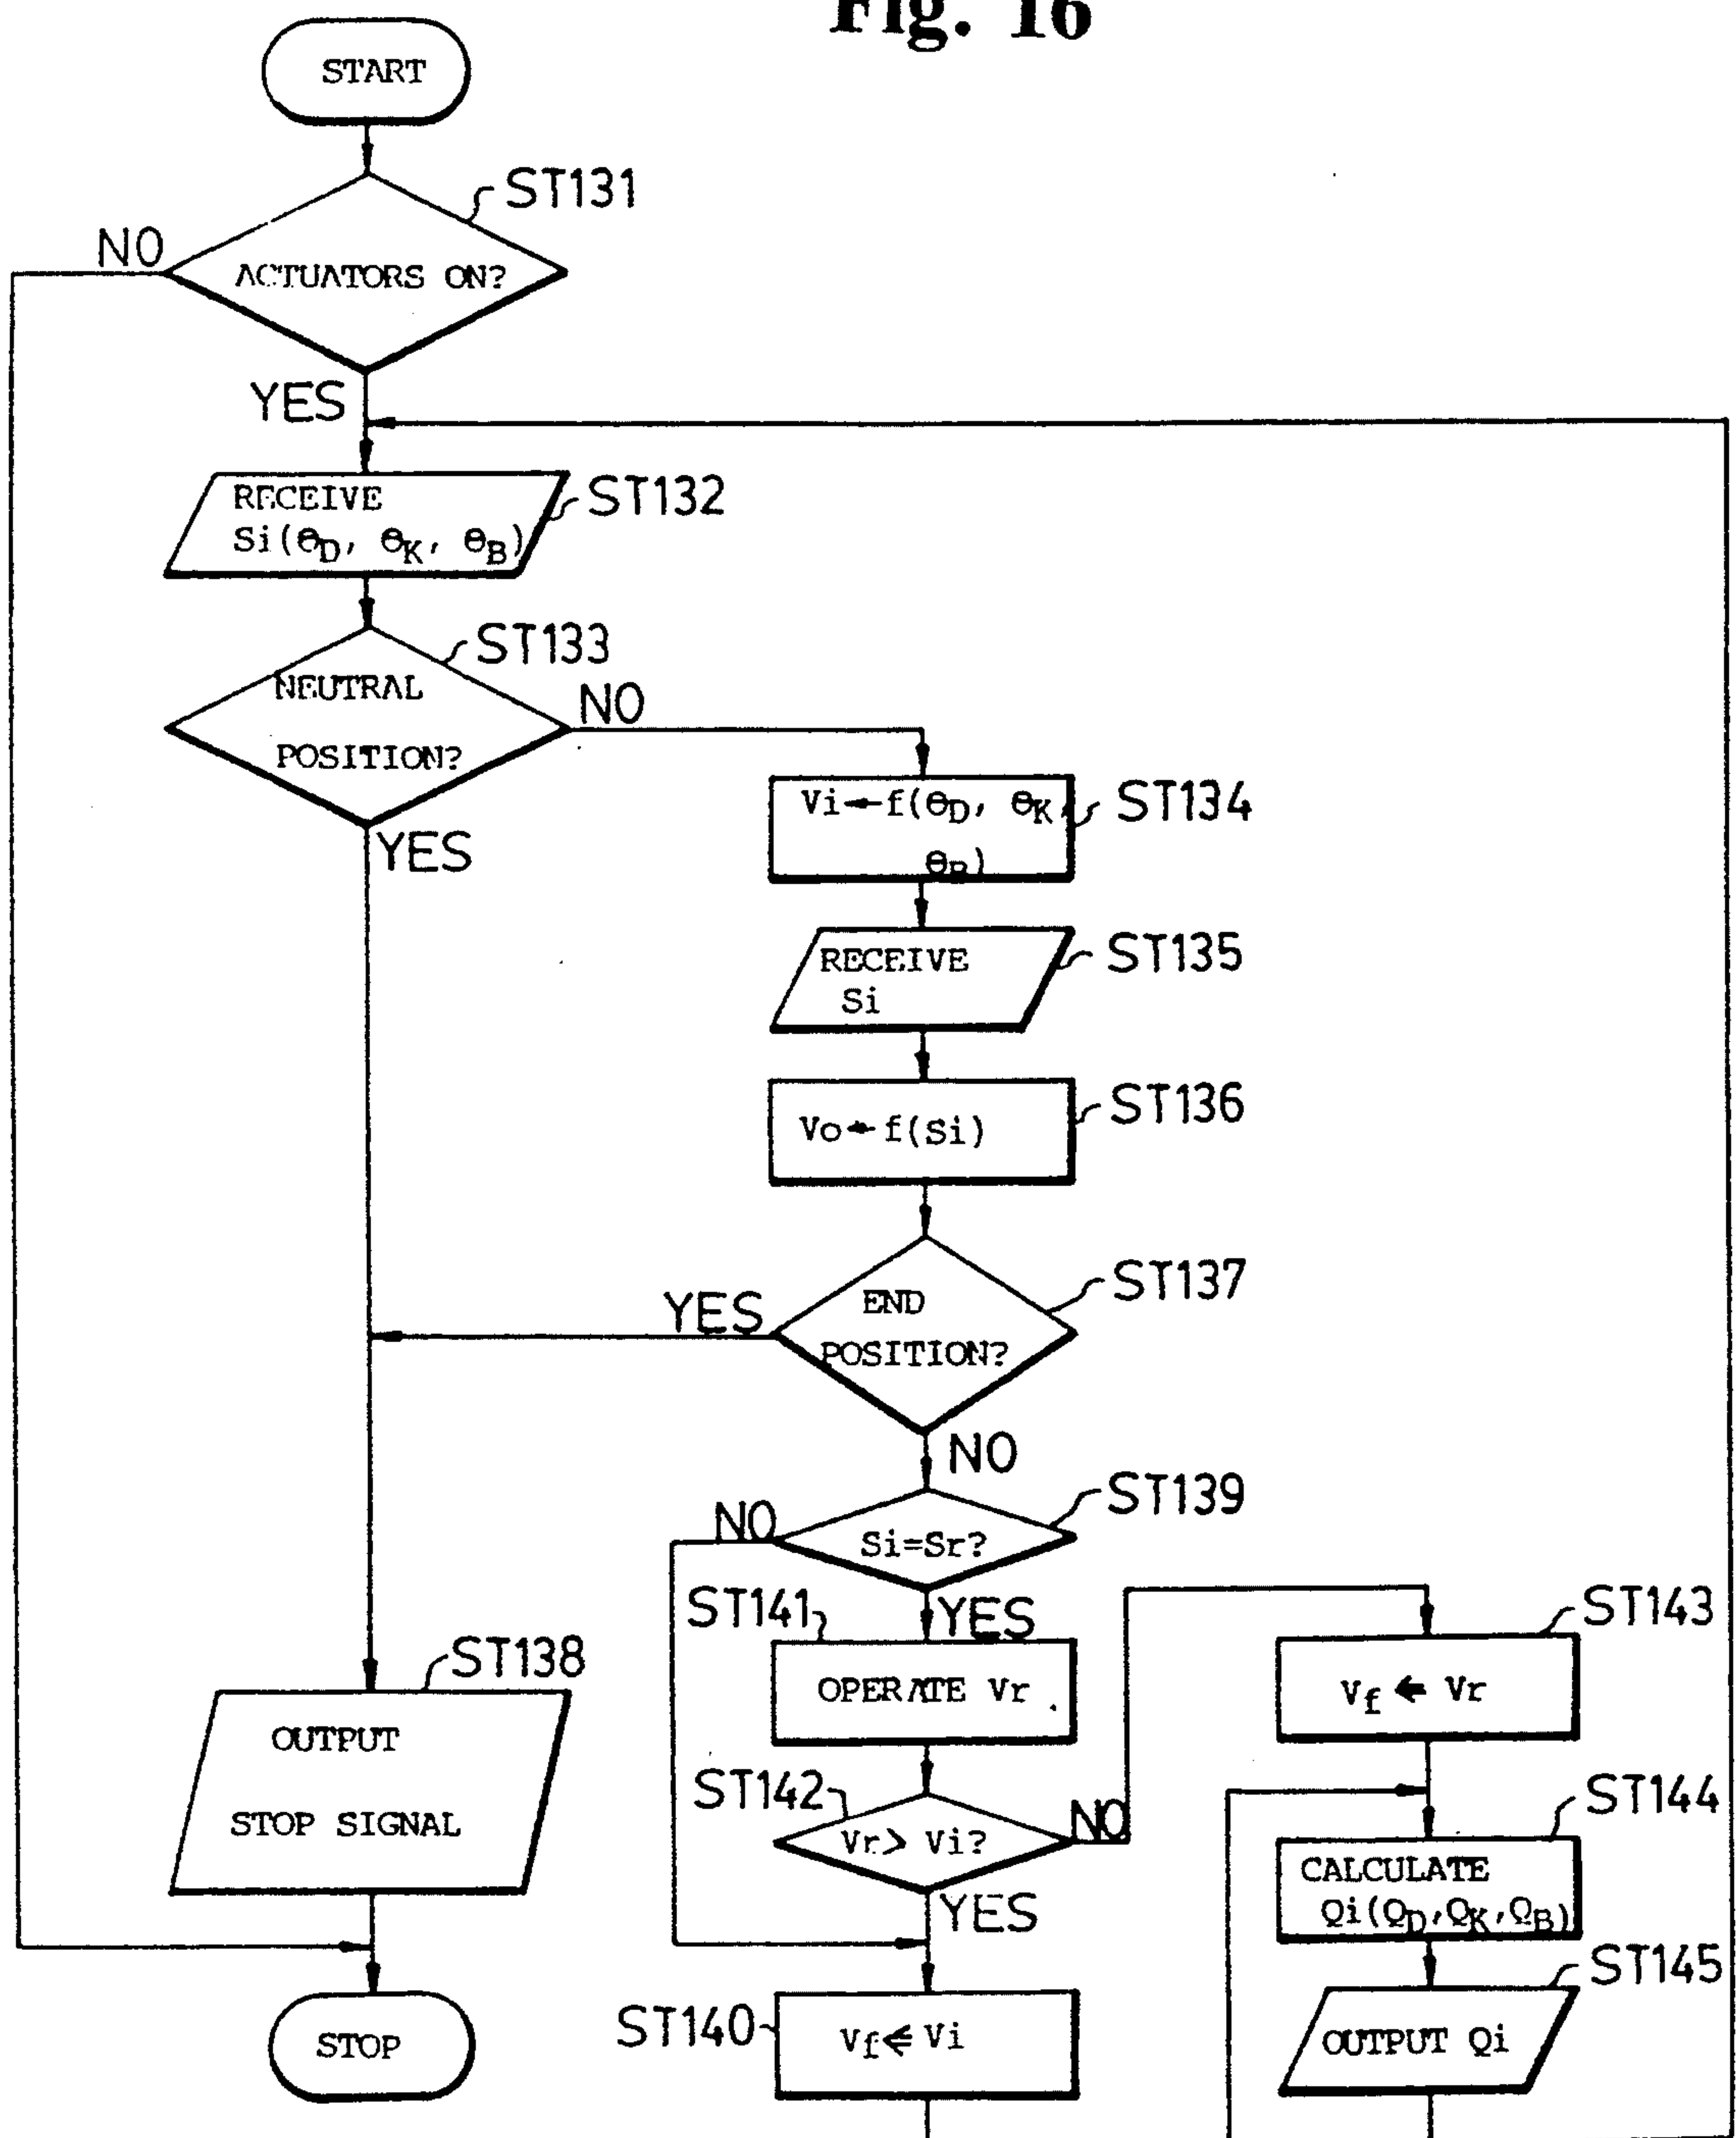 Fig. 16
START
ST131
NO
ACTUATORS ON?
YES
ST132
RECEIVE
Si(θD, θK, θB)
ST133
NEUTRAL
POSITION?
NO
YES
ST134
Vi←f(θD, θK,
θB)
ST135
RECEIVE
Si
ST136
Vo←f(Si)
ST137
END
POSITION?
YES
NO
ST139
Si=Sr?
NO
YES
ST141
OPERATE Vr
ST143
Vf ← Vr
ST138
OUTPUT
STOP SIGNAL
ST142
Vr> Vi?
NO
YES
ST144
CALCULATE
Qi(QD,QK,QB)
ST145
OUTPUT Qi
ST140
Vf← Vi
STOP